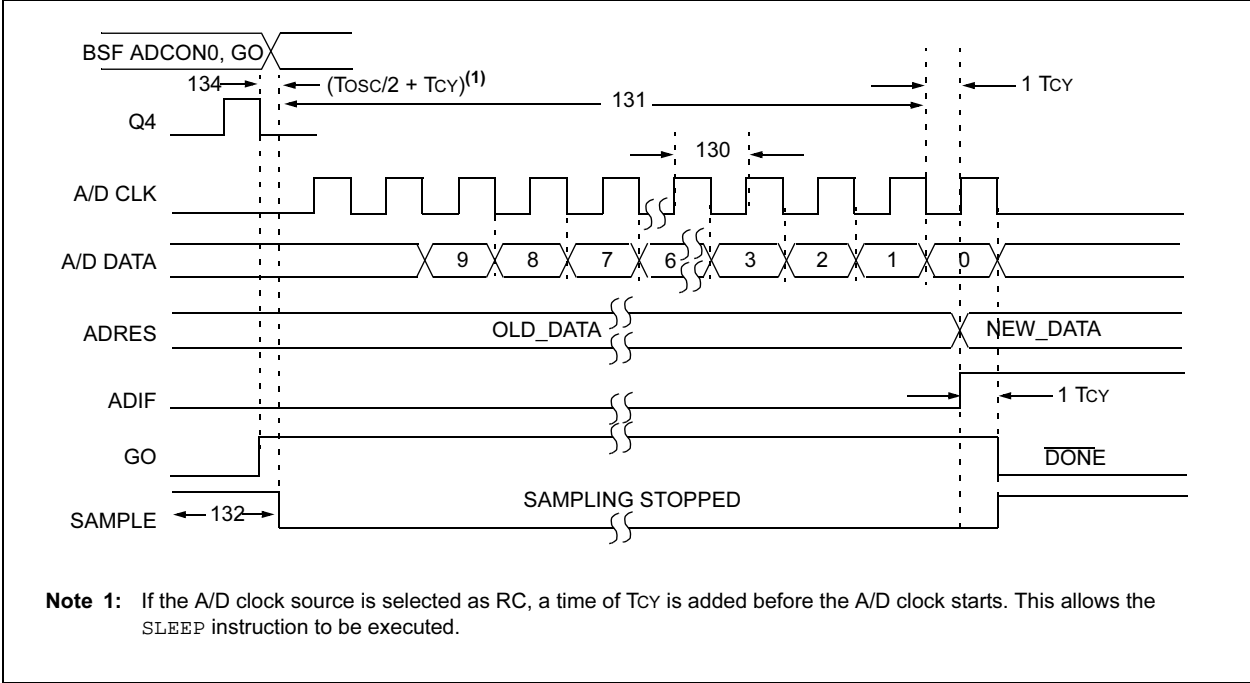 BSF ADCON0, GO
134 (TOSC/2 + TCY)(1) 1 TCY
131
Q4
130
A/D CLK
A/D DATA 9 8 7 6 3 2 1 0
ADRES OLD_DATA NEW_DATA
ADIF 1 TCY
GO DONE
SAMPLE 132 SAMPLING STOPPED
Note 1: If the A/D clock source is selected as RC, a time of TCY is added before the A/D clock starts. This allows the
SLEEP instruction to be executed.